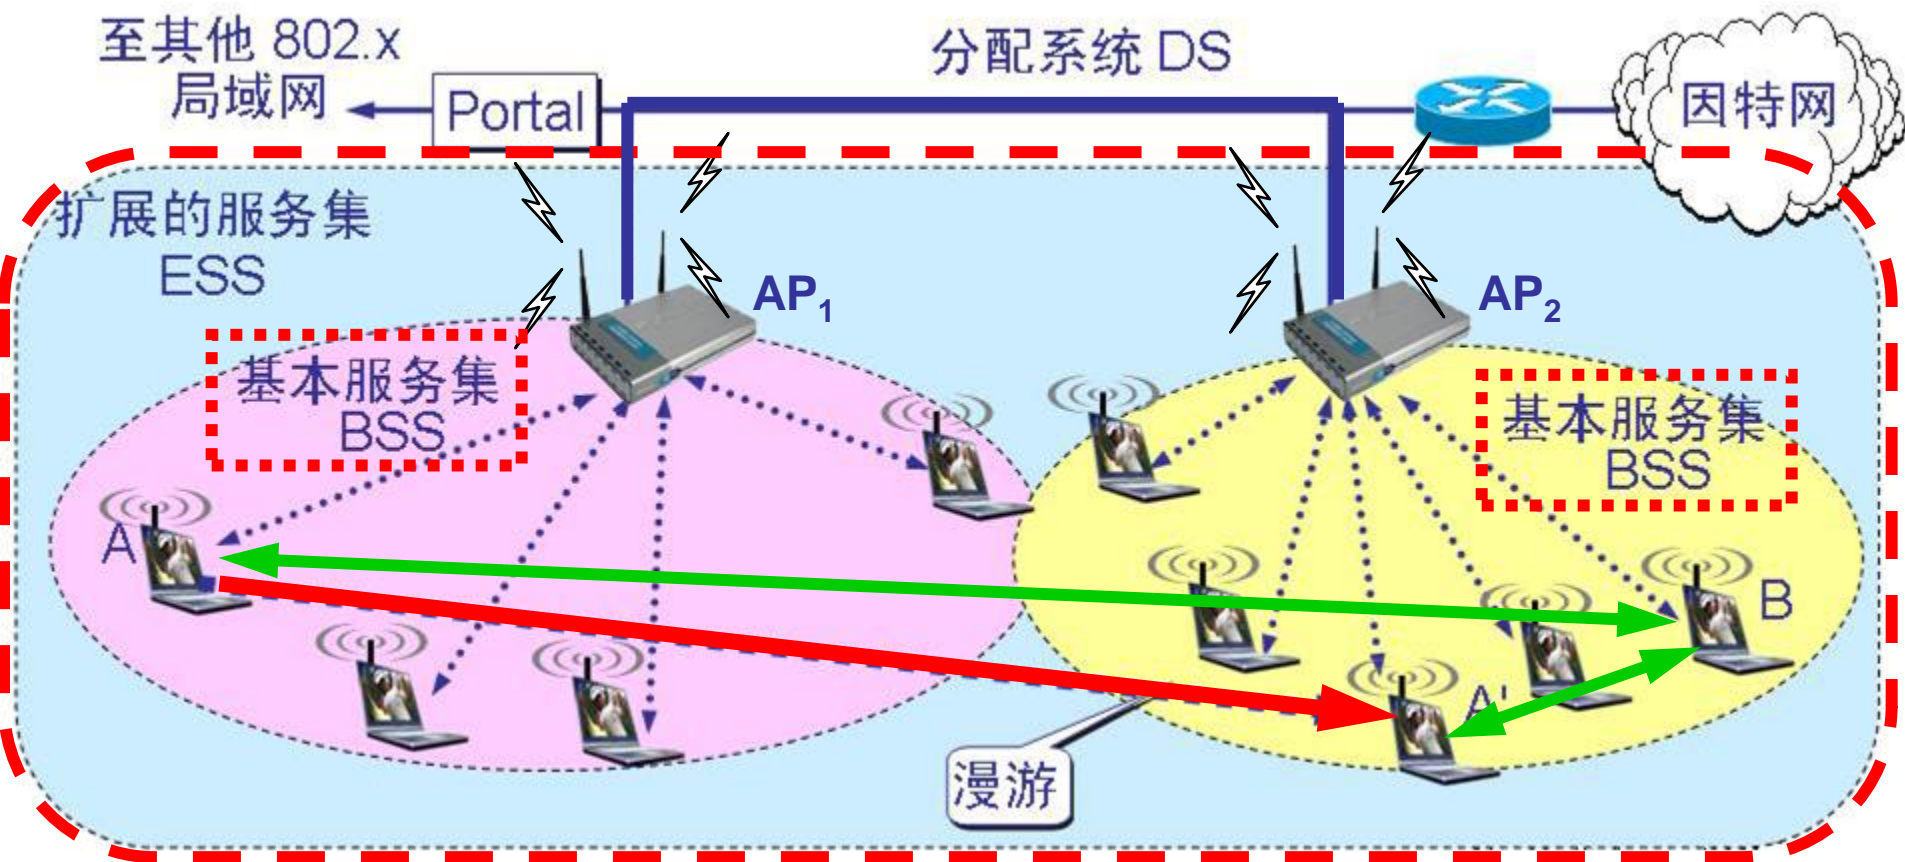 至其他 802.x
局域网
Portal
分配系统 DS
因特网
扩展的服务集
ESS
AP₁
AP₂
基本服务集
BSS
基本服务集
BSS
A
B
A'
漫游